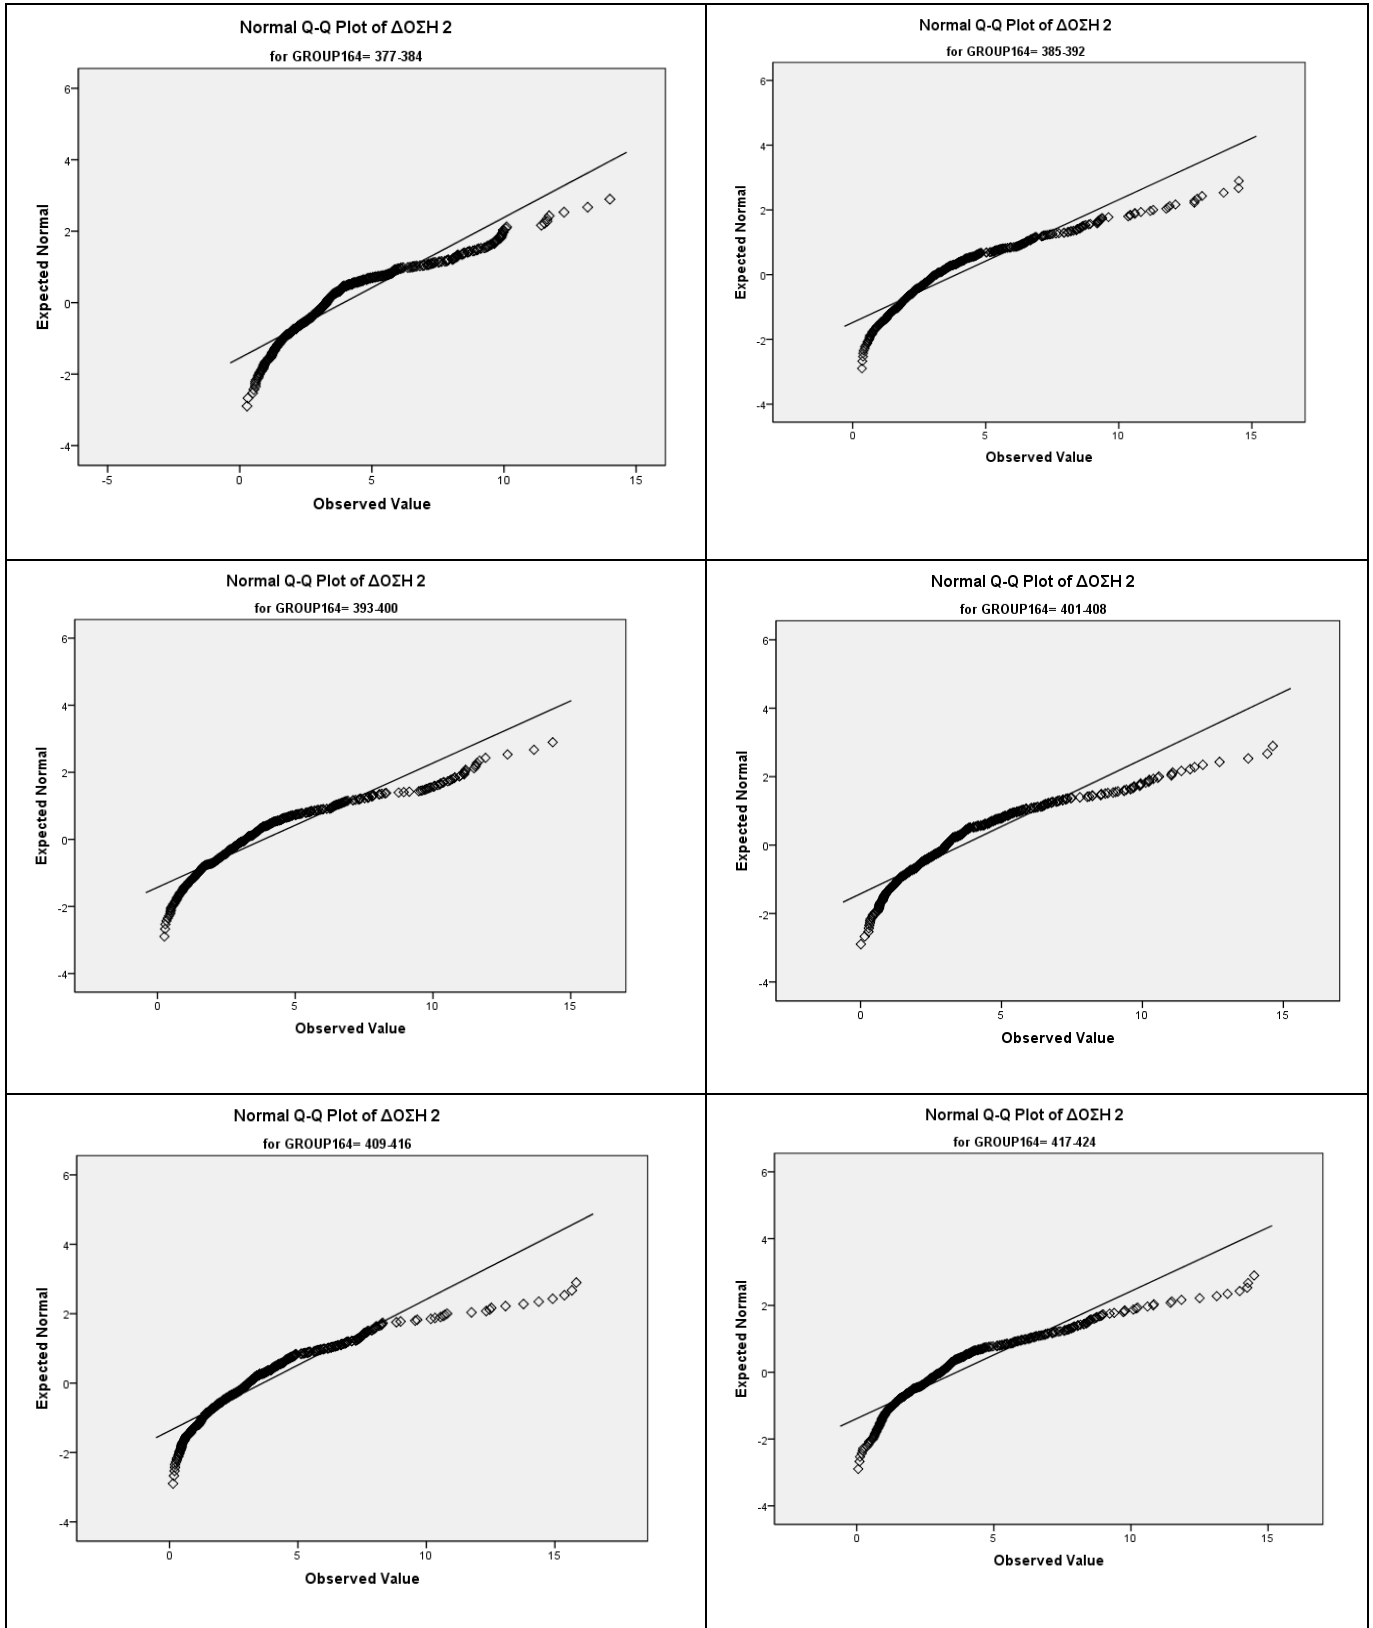 Normal Q-Q Plot of ΔΟΣΗ 2
for GROUP164= 377-384
Expected Normal
6
4
2
0
-2
-4
-5
0
5
10
15
Observed Value
Normal Q-Q Plot of ΔΟΣΗ 2
for GROUP164= 385-392
Expected Normal
6
4
2
0
-2
-4
0
5
10
15
Observed Value
Normal Q-Q Plot of ΔΟΣΗ 2
for GROUP164= 393-400
Expected Normal
6
4
2
0
-2
-4
0
5
10
15
Observed Value
Normal Q-Q Plot of ΔΟΣΗ 2
for GROUP164= 401-408
Expected Normal
6
4
2
0
-2
-4
0
5
10
15
Observed Value
Normal Q-Q Plot of ΔΟΣΗ 2
for GROUP164= 409-416
Expected Normal
6
4
2
0
-2
-4
0
5
10
15
Observed Value
Normal Q-Q Plot of ΔΟΣΗ 2
for GROUP164= 417-424
Expected Normal
6
4
2
0
-2
-4
0
5
10
15
Observed Value